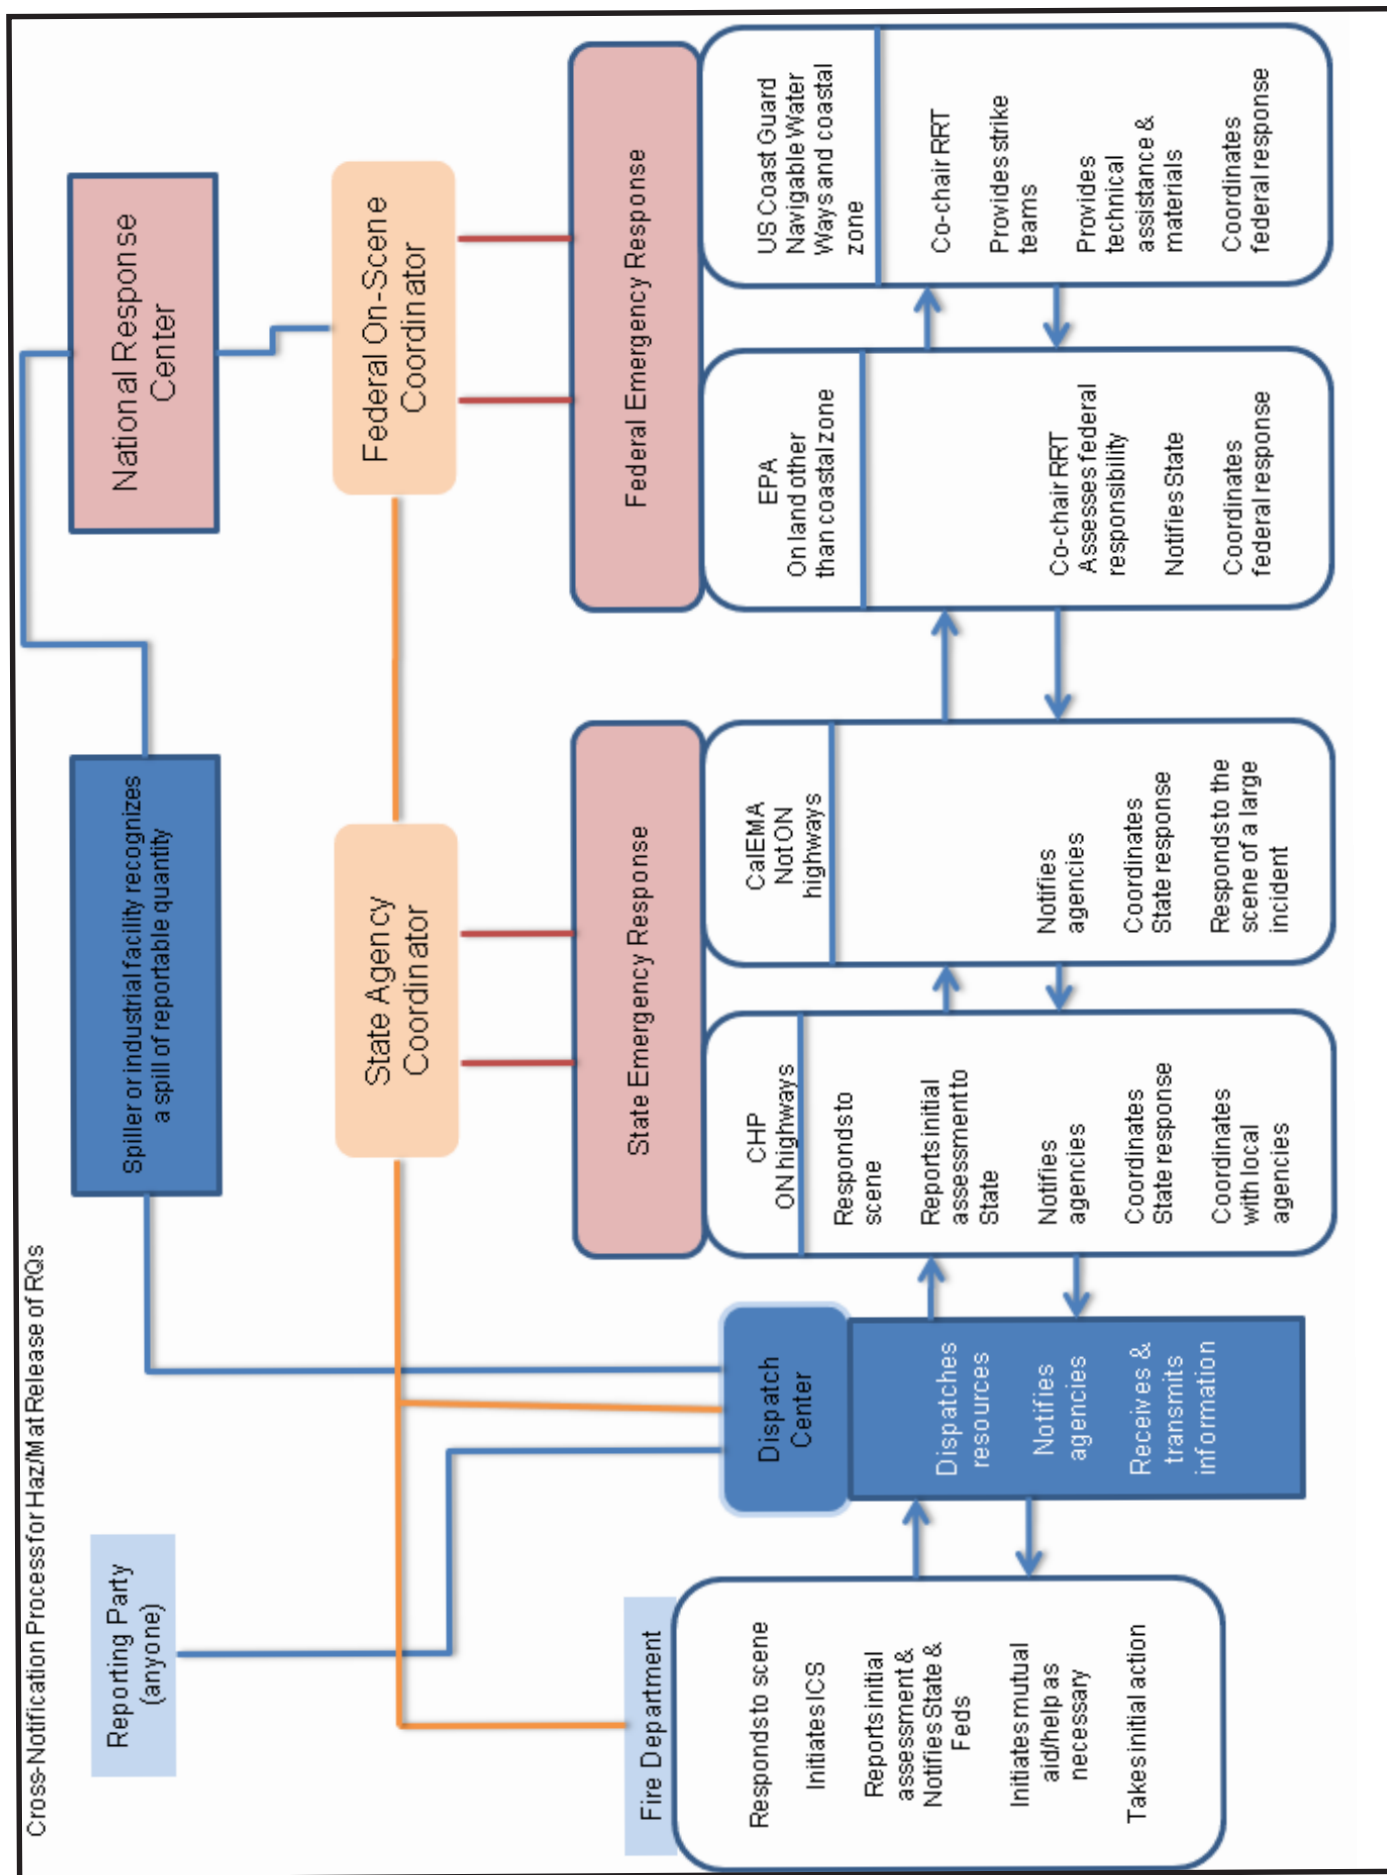 Cross-Notification Process for Haz/Mat Release of RQs
Reporting Party
(anyone)
Spiller or industrial facility recognizes
a spill of reportable quantity
National Response
Center
State Agency
Coordinator
Federal On-Scene
Coordinator
Fire Department
Responds to scene
Initiates ICS
Reports initial
assessment &
Notifies State &
Feds
Initiates mutual
aid/help as
necessary
Takes initial action
Dispatch
Center
Dispatches
resources
Notifies
agencies
Receives &
transmits
information
State Emergency Response
CHP
ON highways
Responds to
scene
Reports initial
assessment to
State
Notifies
agencies
Coordinates
State response
Coordinates
with local
agencies
CalEMA
Not ON
highways
Notifies
agencies
Coordinates
State response
Responds to the
scene of a large
incident
Federal Emergency Response
EPA
On land other
than coastal zone
Co-chair RRT
Assesses federal
responsibility
Notifies State
Coordinates
federal response
US Coast Guard
Navigable Water
Ways and coastal
zone
Co-chair RRT
Provides strike
teams
Provides
technical
assistance &
materials
Coordinates
federal response